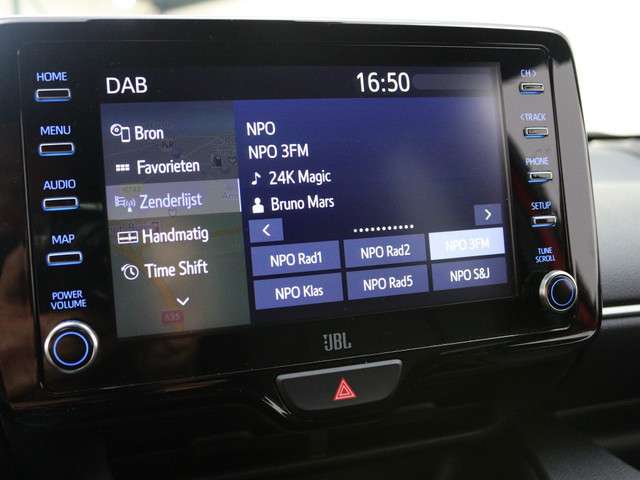 HOME
MENU
AUDIO
MAP
POWER
VOLUME
DAB
16:50
Bron
Favorieten
Zenderlijst
Handmatig
Time Shift
NPO
NPO 3FM
24K Magic
Bruno Mars
NPO Rad1
NPO Rad2
NPO 3FM
NPO Klas
NPO Rad5
NPO S&J
CH >
< TRACK
PHONE
SETUP
TUNE
SCROLL
JBL